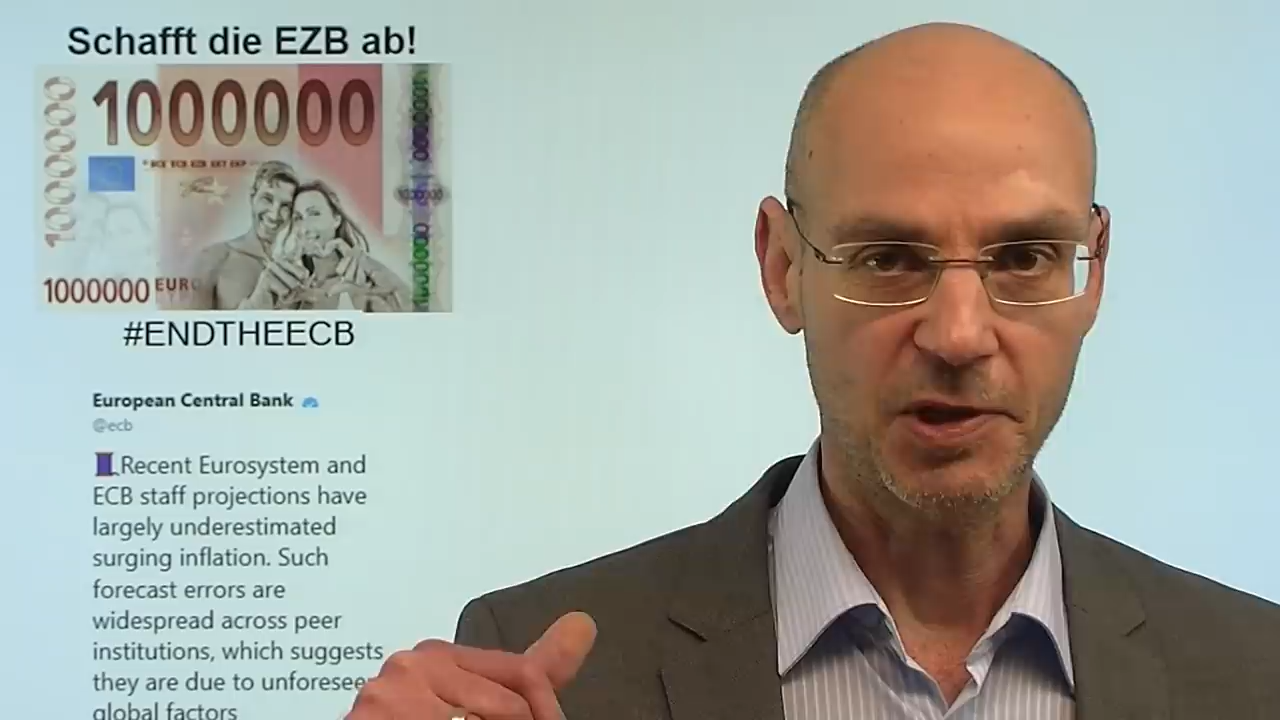 Schafft die EZB ab!
1000000
1000000
1000000
1000000 EURO
#ENDTHEECB
European Central Bank
@ecb
Recent Eurosystem and
ECB staff projections have
largely underestimated
surging inflation. Such
forecast errors are
widespread across peer
institutions, which suggests
they are due to unforeseen
global factors